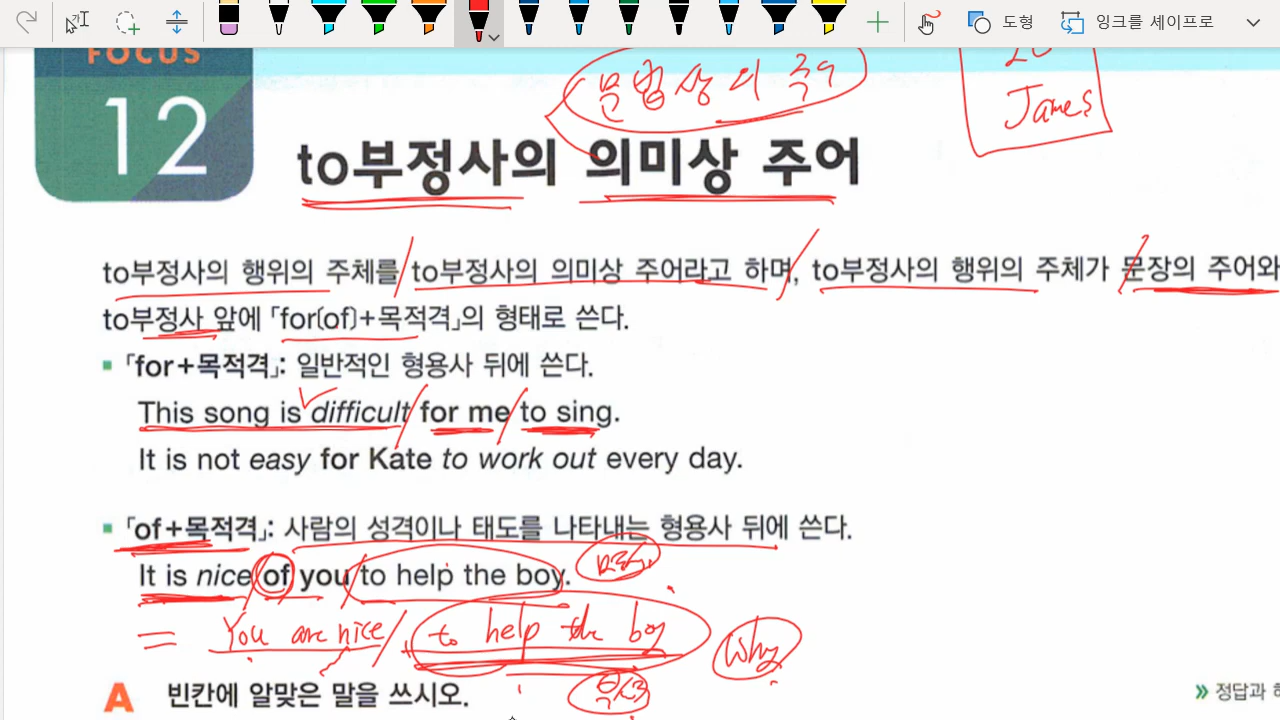 도형 잉크를 셰이프로
FOCUS
12
문법상의 주어
James
to부정사의 의미상 주어
to부정사의 행위의 주체를 to부정사의 의미상 주어라고 하며, to부정사의 행위의 주체가 문장의 주어와
to부정사 앞에 「for(of)+목적격」의 형태로 쓴다.
▪ 「for+목적격」: 일반적인 형용사 뒤에 쓴다.
This song is difficult for me to sing.
It is not easy for Kate to work out every day.
▪ 「of+목적격」: 사람의 성격이나 태도를 나타내는 형용사 뒤에 쓴다.
It is nice of you to help the boy.
= You are nice to help the boy Why
A 빈칸에 알맞은 말을 쓰시오.
» 정답과 해